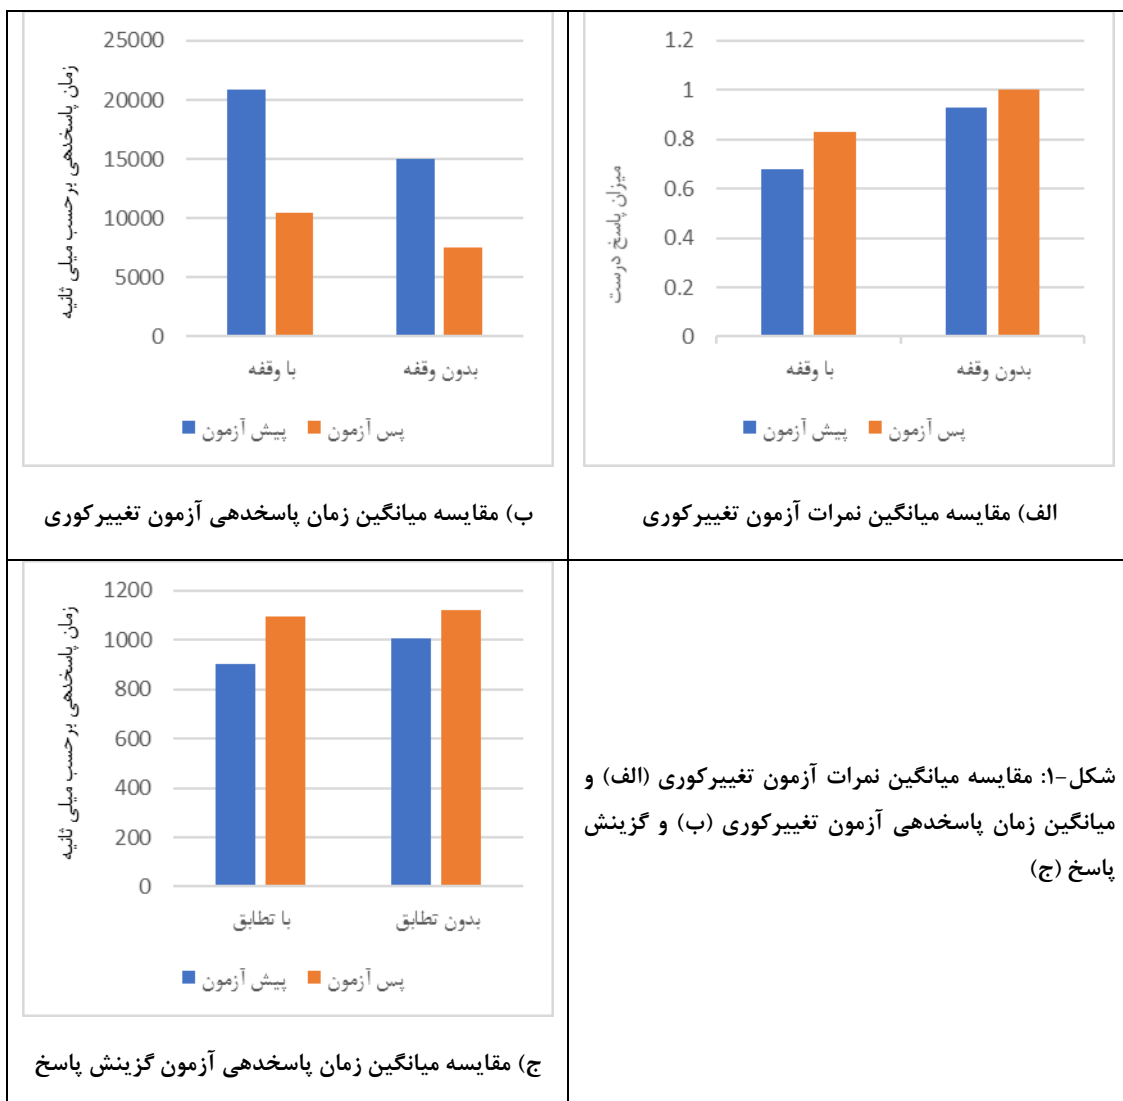 1.2
1
0.8
0.6
0.4
0.2
0
میزان پاسخ درست
با وقفه
بدون وقفه
پیش آزمون
پس آزمون
الف) مقایسه میانگین نمرات آزمون تغییرکوری
25000
20000
15000
10000
5000
0
زمان پاسخدهی برحسب میلی ثانیه
با وقفه
بدون وقفه
پیش آزمون
پس آزمون
ب) مقایسه میانگین زمان پاسخدهی آزمون تغییرکوری
شکل-۱: مقایسه میانگین نمرات آزمون تغییرکوری (الف) و
میانگین زمان پاسخدهی آزمون تغییرکوری (ب) و گزینش
پاسخ (ج)
1200
1000
800
600
400
200
0
زمان پاسخدهی برحسب میلی ثانیه
با تطابق
بدون تطابق
پیش آزمون
پس آزمون
ج) مقایسه میانگین زمان پاسخدهی آزمون گزینش پاسخ